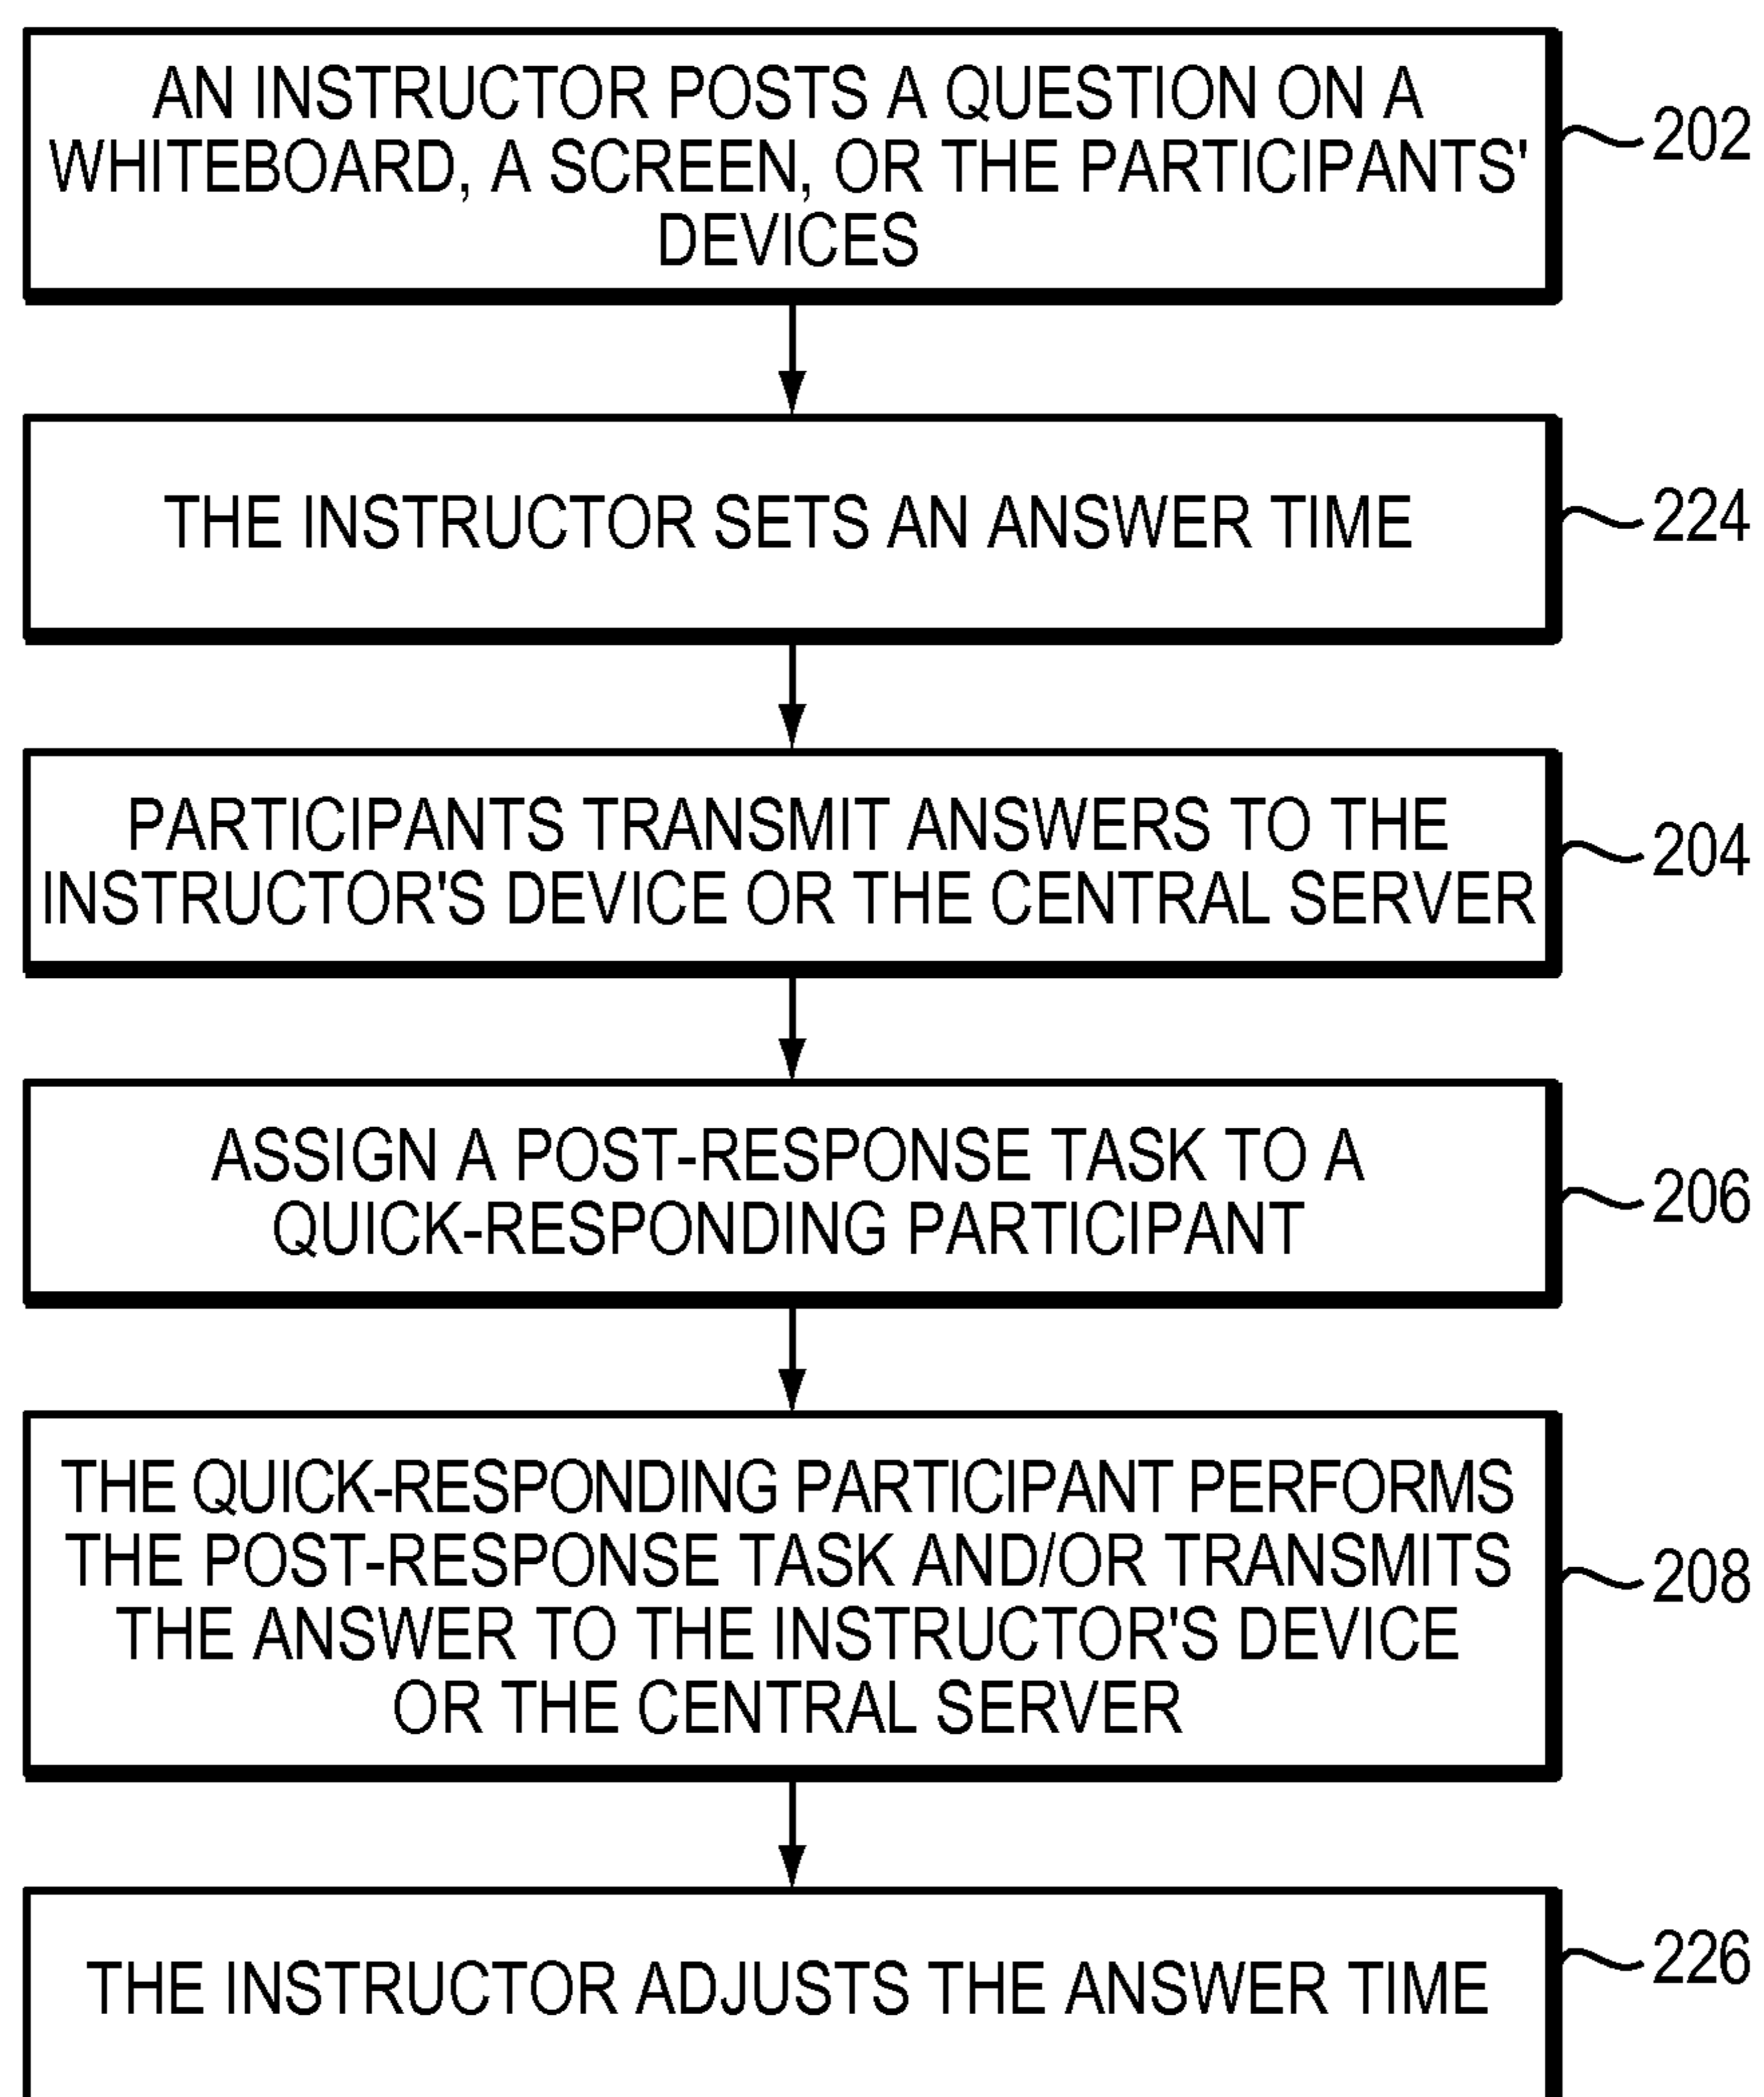 AN INSTRUCTOR POSTS A QUESTION ON A
WHITEBOARD, A SCREEN, OR THE PARTICIPANTS'
DEVICES
202
THE INSTRUCTOR SETS AN ANSWER TIME
224
PARTICIPANTS TRANSMIT ANSWERS TO THE
INSTRUCTOR'S DEVICE OR THE CENTRAL SERVER
204
ASSIGN A POST-RESPONSE TASK TO A
QUICK-RESPONDING PARTICIPANT
206
THE QUICK-RESPONDING PARTICIPANT PERFORMS
THE POST-RESPONSE TASK AND/OR TRANSMITS
THE ANSWER TO THE INSTRUCTOR'S DEVICE
OR THE CENTRAL SERVER
208
THE INSTRUCTOR ADJUSTS THE ANSWER TIME
226